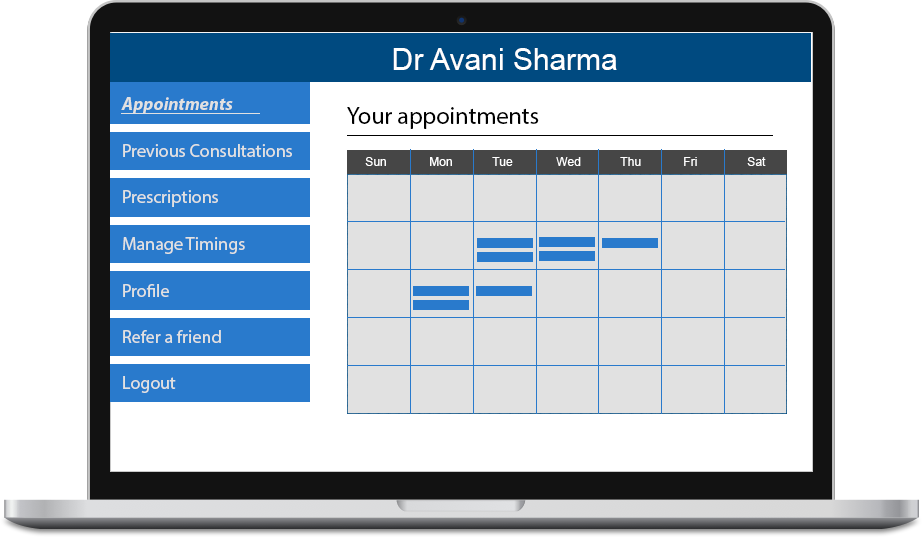 Dr Avani Sharma
Appointments
Previous Consultations
Prescriptions
Manage Timings
Profile
Refer a friend
Logout
Your appointments
Sun Mon Tue Wed Thu Fri Sat